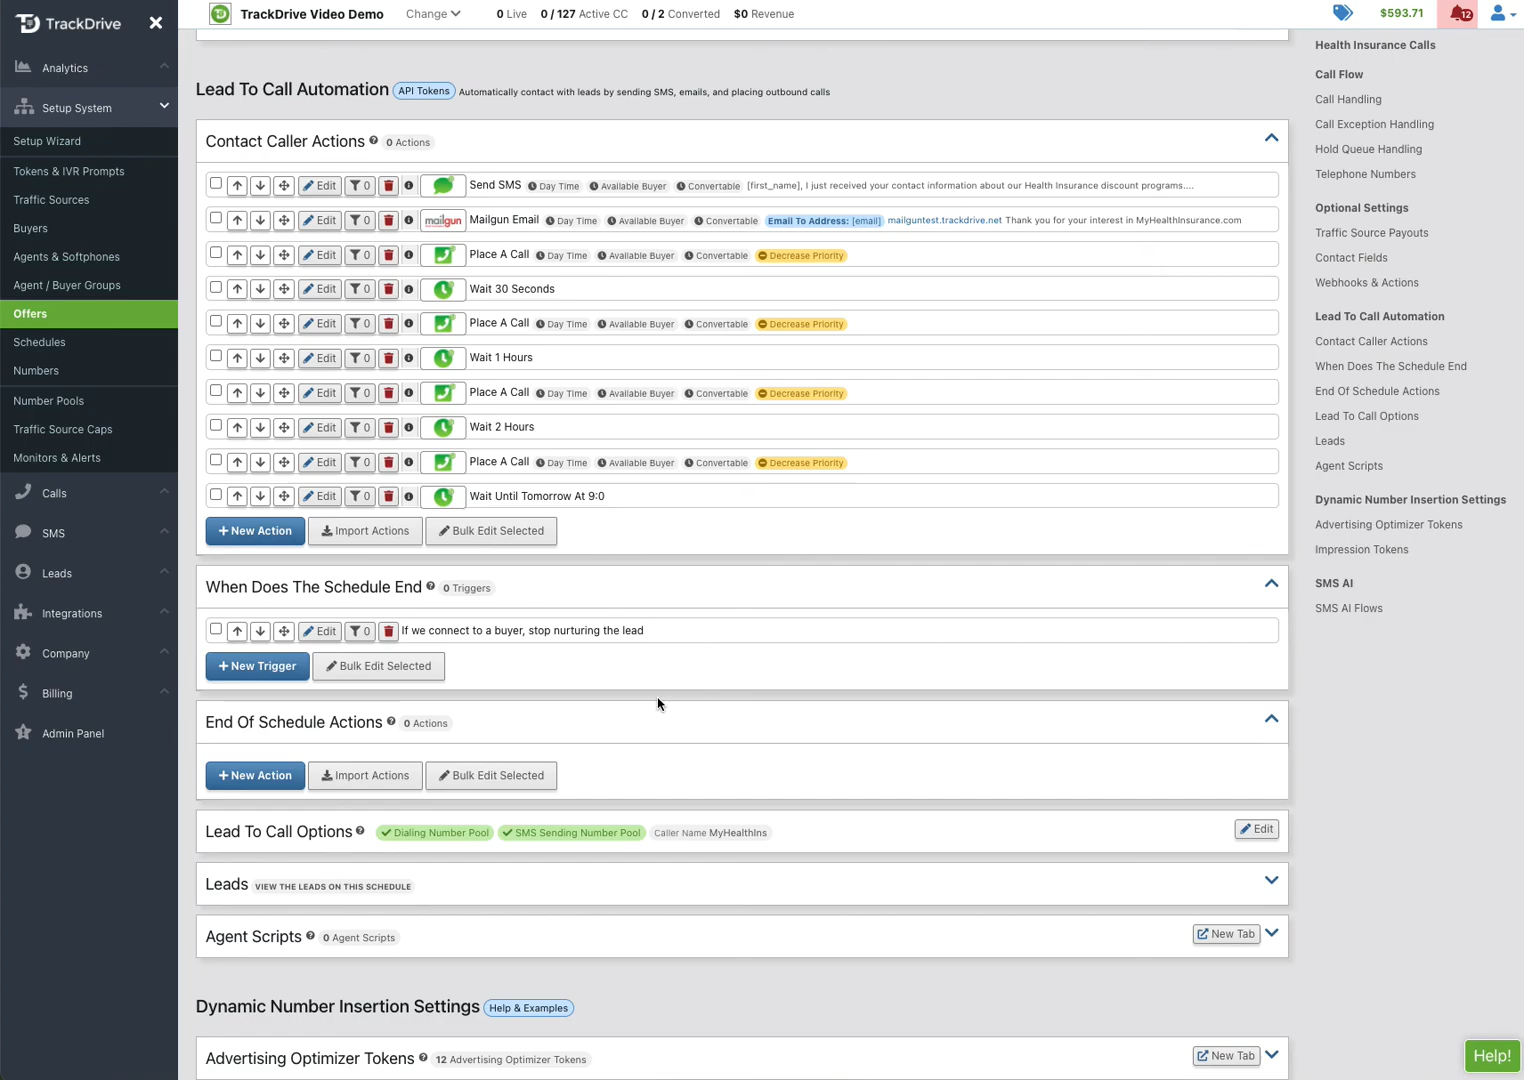 TrackDrive
TrackDrive Video Demo Change 0 Live 0 / 127 Active CC 0 / 2 Converted $0 Revenue $593.71 12
Analytics
Setup System
Setup Wizard
Tokens & IVR Prompts
Traffic Sources
Buyers
Agents & Softphones
Agent / Buyer Groups
Offers
Schedules
Numbers
Number Pools
Traffic Source Caps
Monitors & Alerts
Calls
SMS
Leads
Integrations
Company
Billing
Admin Panel
Lead To Call Automation API Tokens Automatically contact with leads by sending SMS, emails, and placing outbound calls
Contact Caller Actions 0 Actions
Edit 0 Send SMS Day Time Available Buyer Convertable [first_name], I just received your contact information about our Health Insurance discount programs....
Edit 0 mailgun Mailgun Email Day Time Available Buyer Convertable Email To Address: [email] mailguntest.trackdrive.net Thank you for your interest in MyHealthInsurance.com
Edit 0 Place A Call Day Time Available Buyer Convertable Decrease Priority
Edit 0 Wait 30 Seconds
Edit 0 Place A Call Day Time Available Buyer Convertable Decrease Priority
Edit 0 Wait 1 Hours
Edit 0 Place A Call Day Time Available Buyer Convertable Decrease Priority
Edit 0 Wait 2 Hours
Edit 0 Place A Call Day Time Available Buyer Convertable Decrease Priority
Edit 0 Wait Until Tomorrow At 9:0
+ New Action Import Actions Bulk Edit Selected
When Does The Schedule End 0 Triggers
Edit 0 If we connect to a buyer, stop nurturing the lead
+ New Trigger Bulk Edit Selected
End Of Schedule Actions 0 Actions
+ New Action Import Actions Bulk Edit Selected
Lead To Call Options Dialing Number Pool SMS Sending Number Pool Caller Name MyHealthIns Edit
Leads VIEW THE LEADS ON THIS SCHEDULE
Agent Scripts 0 Agent Scripts New Tab
Dynamic Number Insertion Settings Help & Examples
Advertising Optimizer Tokens 12 Advertising Optimizer Tokens New Tab
Health Insurance Calls
Call Flow
Call Handling
Call Exception Handling
Hold Queue Handling
Telephone Numbers
Optional Settings
Traffic Source Payouts
Contact Fields
Webhooks & Actions
Lead To Call Automation
Contact Caller Actions
When Does The Schedule End
End Of Schedule Actions
Lead To Call Options
Leads
Agent Scripts
Dynamic Number Insertion Settings
Advertising Optimizer Tokens
Impression Tokens
SMS AI
SMS AI Flows
Help!